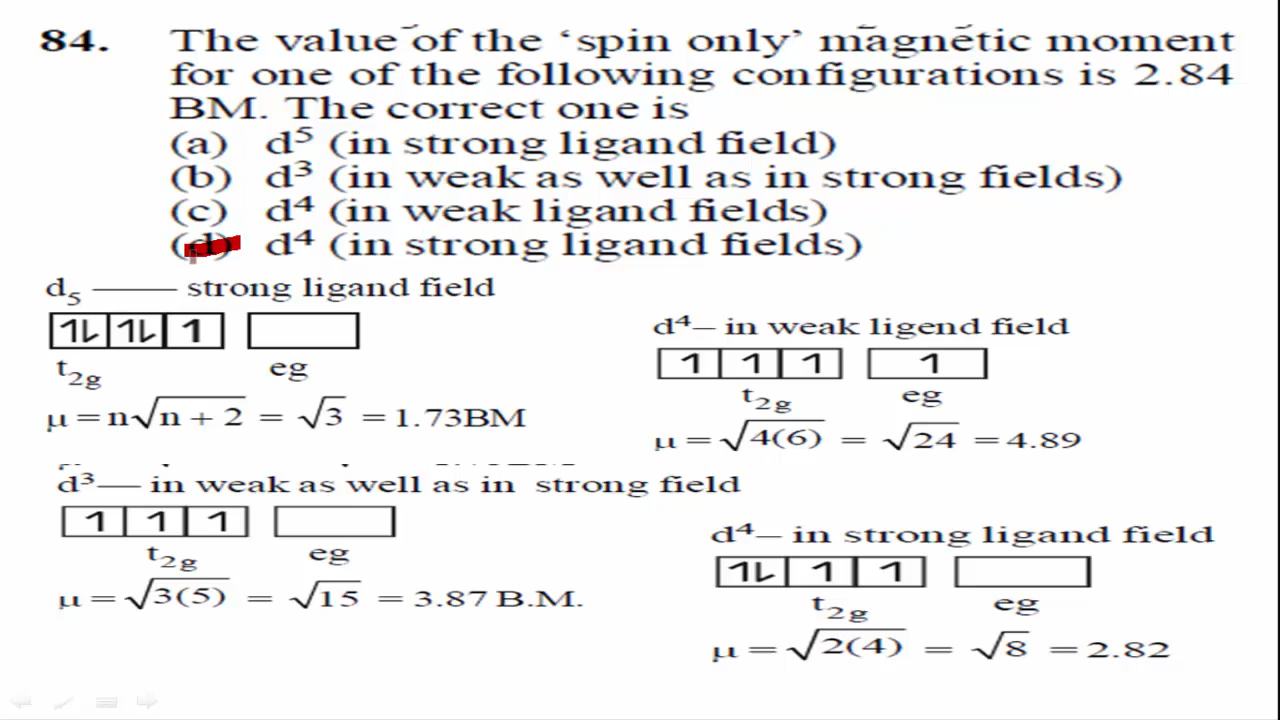 84. The value of the ‘spin only’ magnetic moment
for one of the following configurations is 2.84
BM. The correct one is
(a) d⁵ (in strong ligand field)
(b) d³ (in weak as well as in strong fields)
(c) d⁴ (in weak ligand fields)
(d) d⁴ (in strong ligand fields)
d₅ —— strong ligand field
1⇂ 1⇂ 1
t₂g eg
μ = n√n + 2 = √3 = 1.73BM
d⁴– in weak ligend field
1 1 1 1
t₂g eg
μ = √4(6) = √24 = 4.89
d³— in weak as well as in strong field
1 1 1
t₂g eg
μ = √3(5) = √15 = 3.87 B.M.
d⁴– in strong ligand field
1⇂ 1 1
t₂g eg
μ = √2(4) = √8 = 2.82